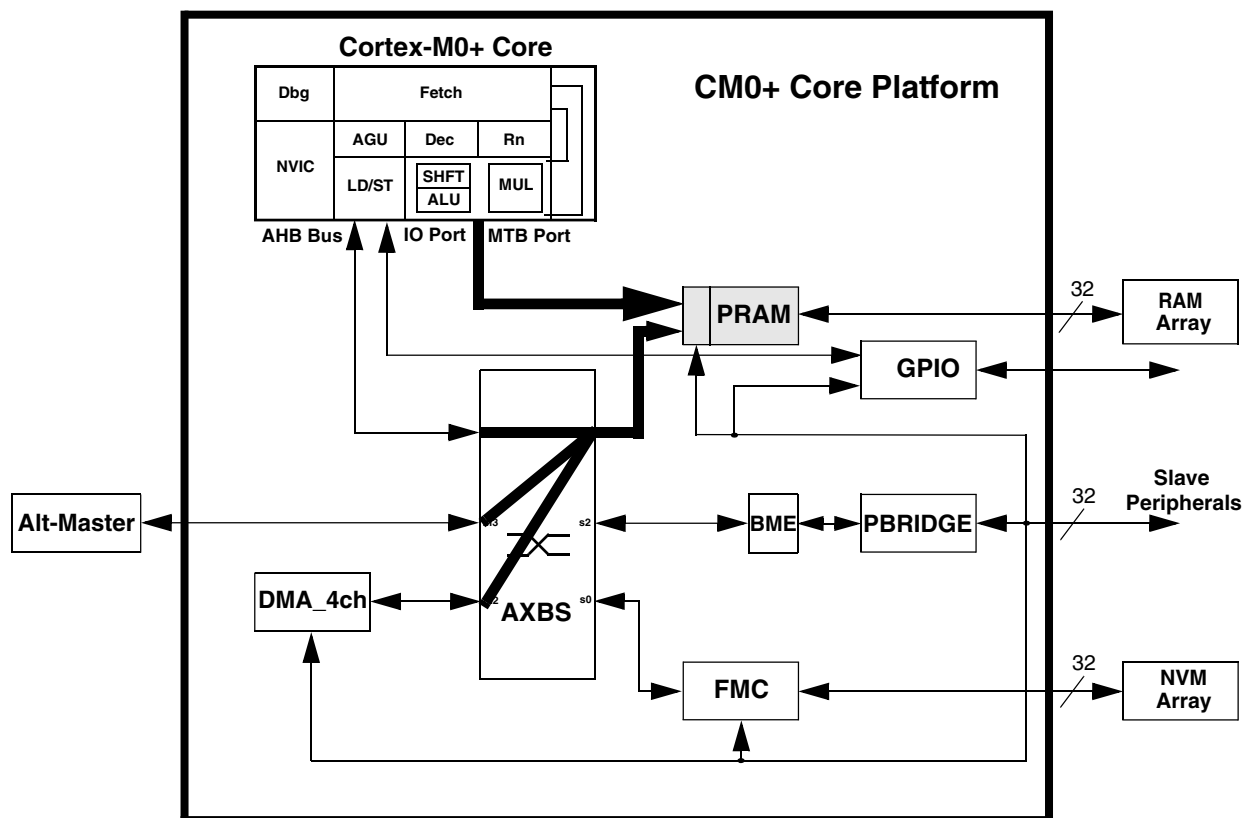 Cortex-M0+ Core
CM0+ Core Platform
Dbg
Fetch
AGU
Dec
Rn
NVIC
LD/ST
SHFT
ALU
MUL
AHB Bus
IO Port
MTB Port
PRAM
32
RAM
Array
GPIO
Alt-Master
s2
BME
PBRIDGE
32
Slave
Peripherals
DMA_4ch
AXBS
s0
FMC
32
NVM
Array